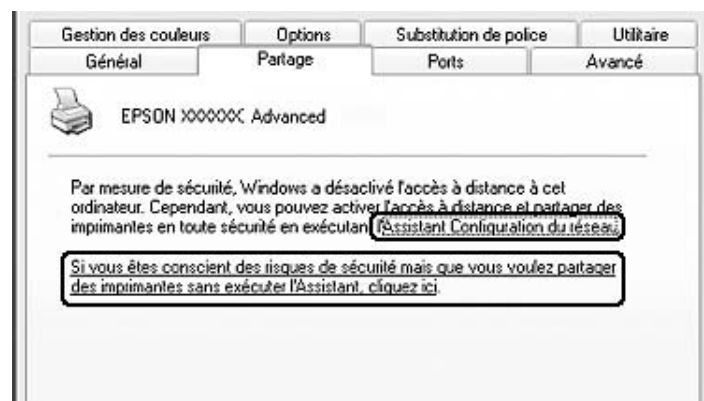 Gestion des couleurs Options Substitution de police Utilitaire
Général Partage Ports Avancé
EPSON XXXXXX Advanced
Par mesure de sécurité, Windows a désactivé l'accès à distance à cet
ordinateur. Cependant, vous pouvez activer l'accès à distance et partager des
imprimantes en toute sécurité en exécutan l'Assistant Configuration du réseau.
Si vous êtes conscient des risques de sécurité mais que vous voulez partager
des imprimantes sans exécuter l'Assistant, cliquez ici.